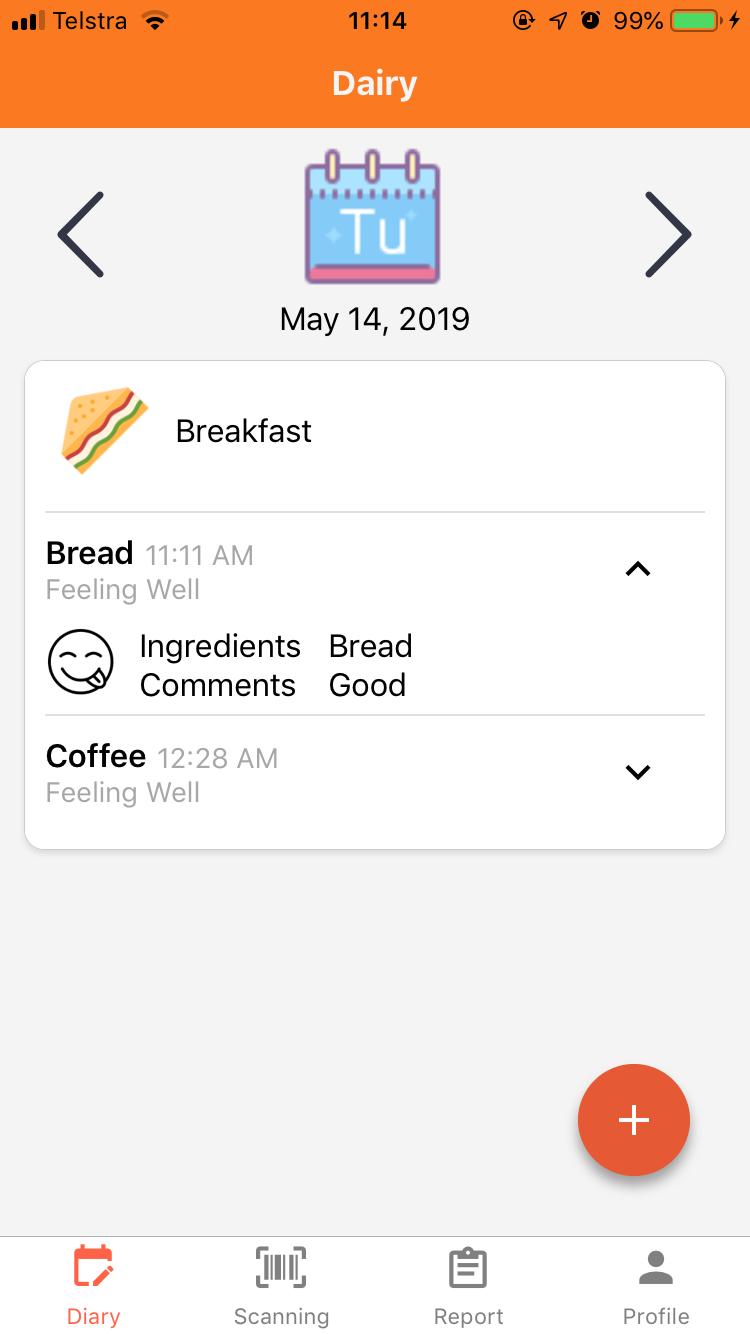 Telstra 11:14 99%
Dairy
Tu
May 14, 2019
Breakfast
Bread 11:11 AM
Feeling Well
Ingredients Bread
Comments Good
Coffee 12:28 AM
Feeling Well
+
Diary Scanning Report Profile